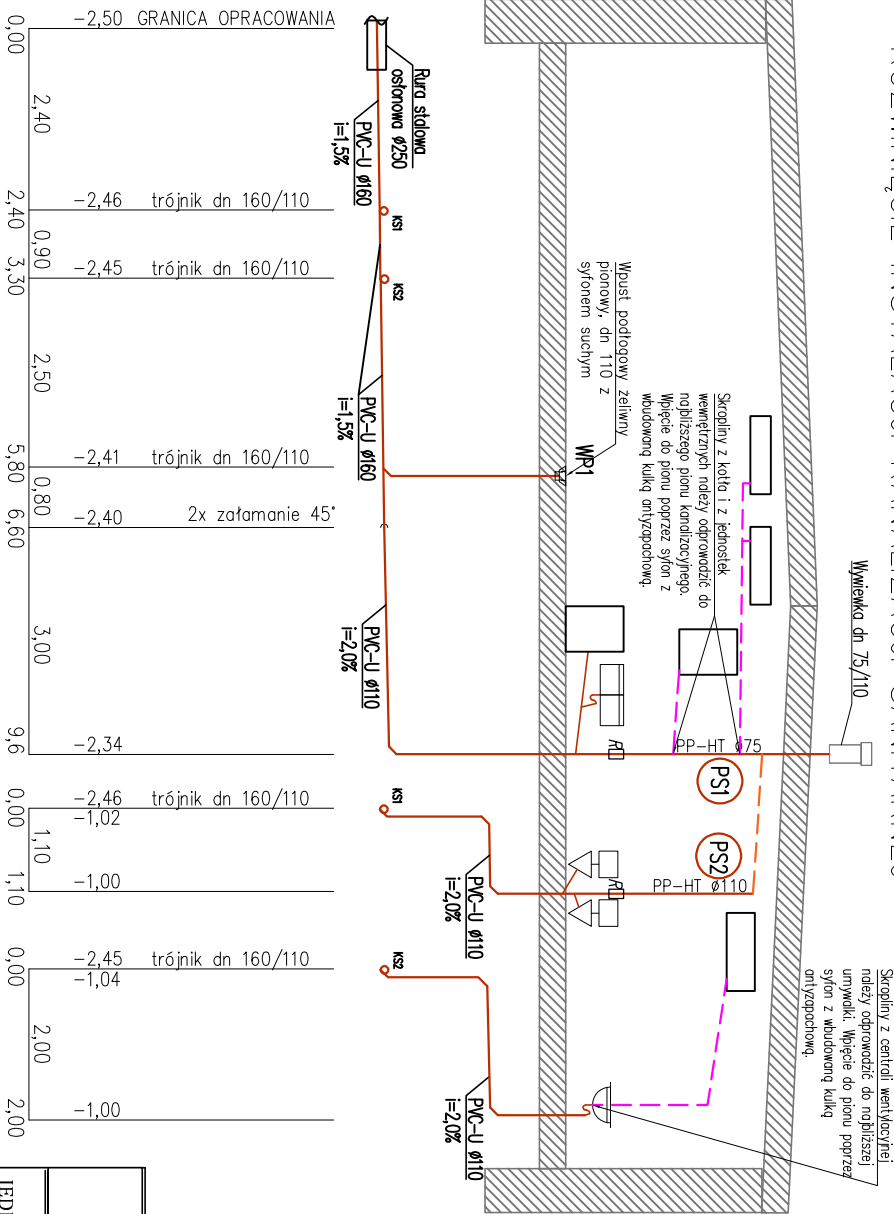 Wywiewka dn 75/110
Skropliny z centrali wentylacyjnej
należy odprowadzić do najbliższej
umywalki. Wpięcie do pionu poprzez
syfon z wbudowaną kulką
antyzapachową.
Skropliny z kotła i z jednostek
wewnętrznych należy odprowadzić do
najbliższego pionu kanalizacyjnego.
Wpięcie do pionu poprzez syfon z
wbudowaną kulką antyzapachową.
Wpust podłogowy żeliwny
pionowy, dn 110 z
syfonem suchym
WP1
PP-HT ø75
PS1
PS2
PP-HT ø110
R
R
Rura stalowa
osłonowa ø250
PVC-U ø160
i=1,5%
KS1
KS2
PVC-U ø160
i=1,5%
PVC-U ø110
i=2,0%
KS1
PVC-U ø110
i=2,0%
KS2
PVC-U ø110
i=2,0%
-2,50 GRANICA OPRACOWANIA
-2,46 trójnik dn 160/110
-2,45 trójnik dn 160/110
-2,41 trójnik dn 160/110
-2,40 2x załamanie 45°
-2,34
-2,46 trójnik dn 160/110
-1,02
-1,00
-2,45 trójnik dn 160/110
-1,04
-1,00
2,40
0,90
2,50
0,80
3,00
1,10
2,00
0,00
2,40
3,30
5,80
6,60
9,6
0,00
1,10
0,00
2,00